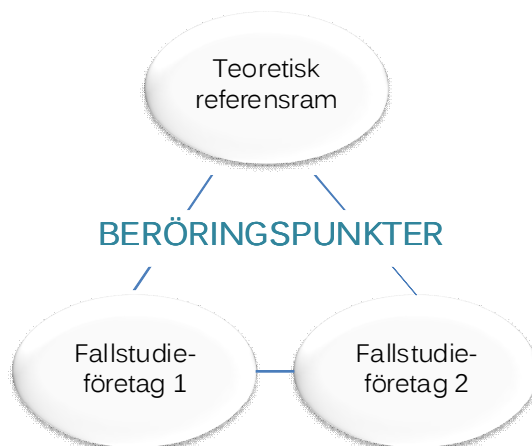 Teoretisk
referensram
BERÖRINGSPUNKTER
Fallstudie-
företag 1
Fallstudie-
företag 2